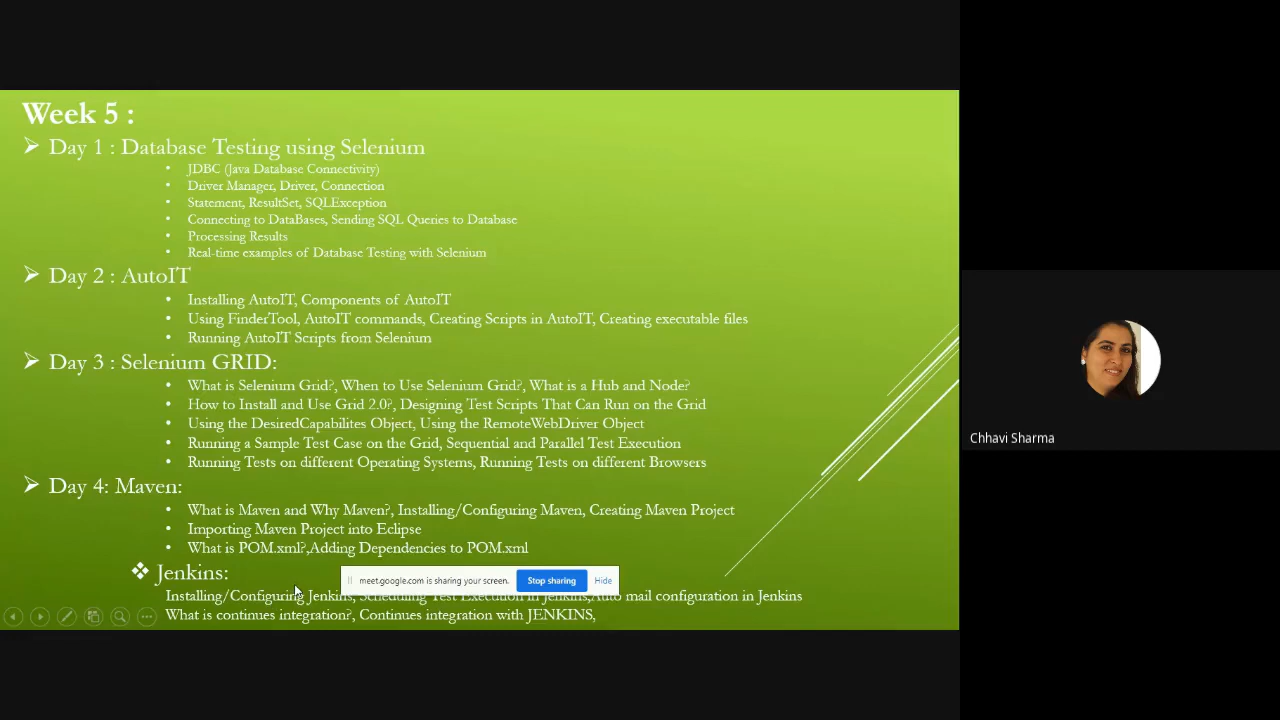 Week 5 :
Day 1 : Database Testing using Selenium
JDBC (Java Database Connectivity)
Driver Manager, Driver, Connection
Statement, ResultSet, SQLException
Connecting to DataBases, Sending SQL Queries to Database
Processing Results
Real-time examples of Database Testing with Selenium
Day 2 : AutoIT
Installing AutoIT, Components of AutoIT
Using FinderTool, AutoIT commands, Creating Scripts in AutoIT, Creating executable files
Running AutoIT Scripts from Selenium
Day 3 : Selenium GRID:
What is Selenium Grid?, When to Use Selenium Grid?, What is a Hub and Node?
How to Install and Use Grid 2.0?, Designing Test Scripts That Can Run on the Grid
Using the DesiredCapabilites Object, Using the RemoteWebDriver Object
Running a Sample Test Case on the Grid, Sequential and Parallel Test Execution
Running Tests on different Operating Systems, Running Tests on different Browsers
Day 4: Maven:
What is Maven and Why Maven?, Installing/Configuring Maven, Creating Maven Project
Importing Maven Project into Eclipse
What is POM.xml?,Adding Dependencies to POM.xml
Jenkins:
meet.google.com is sharing your screen. Stop sharing Hide
Installing/Configuring Jenkins, Scheduling Test Execution in Jenkins,Auto mail configuration in Jenkins
What is continues integration?, Continues integration with JENKINS,
Chhavi Sharma